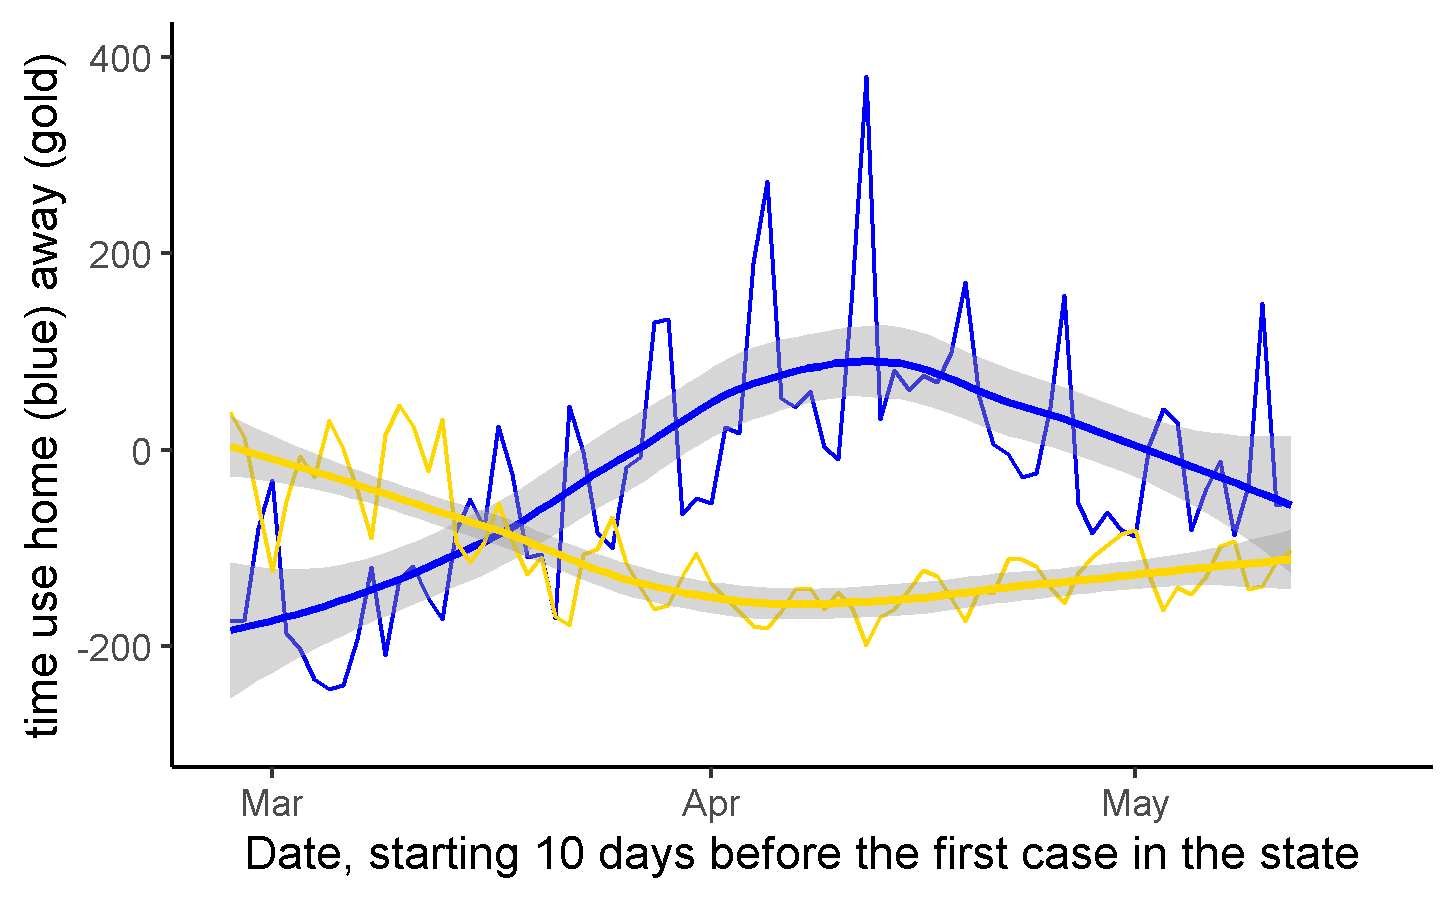 time use home (blue) away (gold)
400
200
0
-200
Mar
Apr
May
Date, starting 10 days before the first case in the state